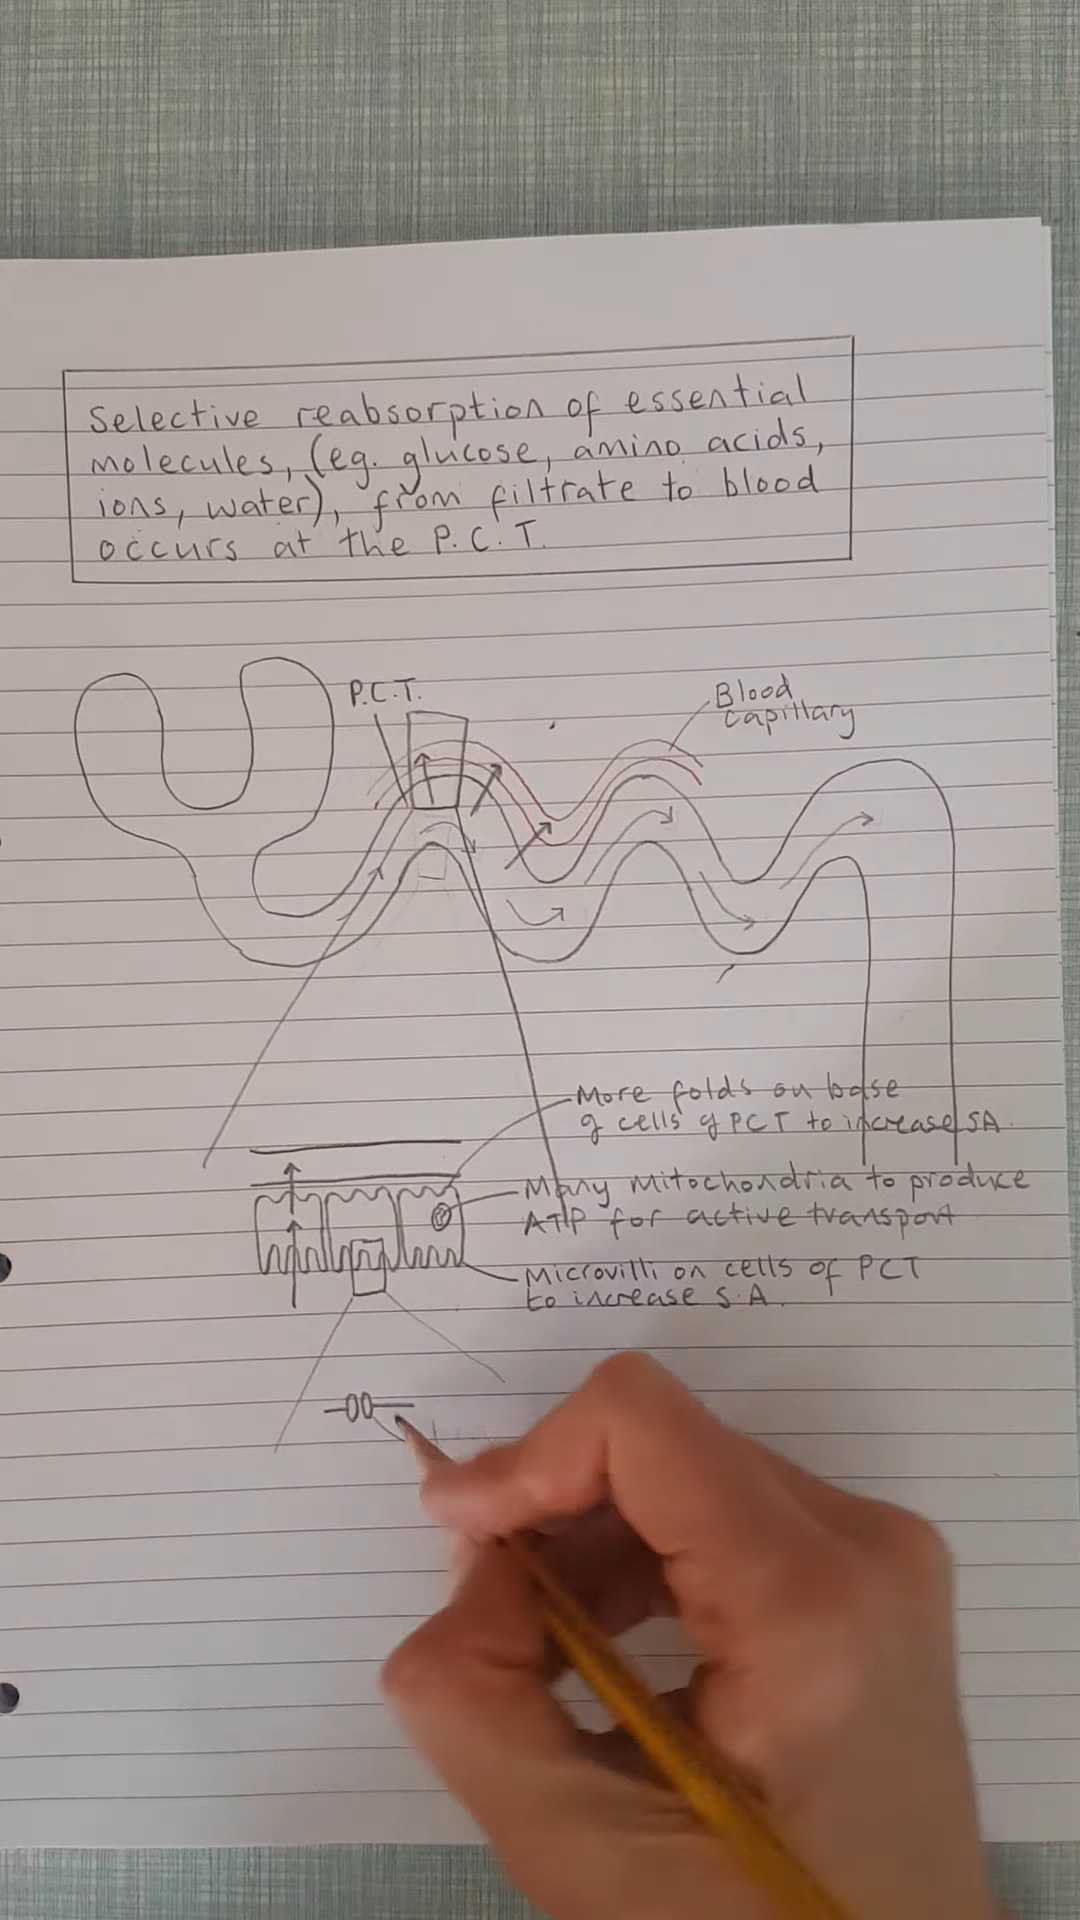 Selective reabsorption of essential
molecules, (eg. glucose, amino acids,
ions, water), from filtrate to blood
occurs at the P.C.T.
P.C.T.
Blood
capillary
More folds on base
of cells of PCT to increase SA.
Many mitochondria to produce
ATP for active transport
Microvilli on cells of PCT
to increase S.A.